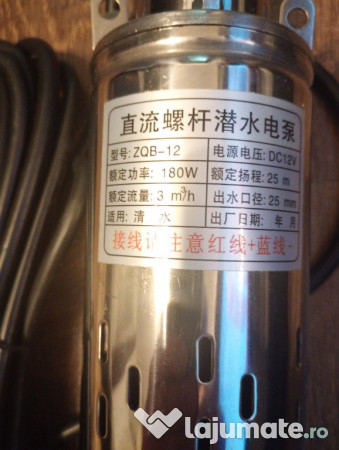 直流螺杆潜水电泵
型号: ZQB-12 电源电压: DC12V
额定功率: 180W 额定扬程: 25 m
额定流量: 3 m³/h 出水口径: 25 mm
适用: 清 水 出厂日期: 年 月
接线请注意红线+蓝线-
lajumate.ro